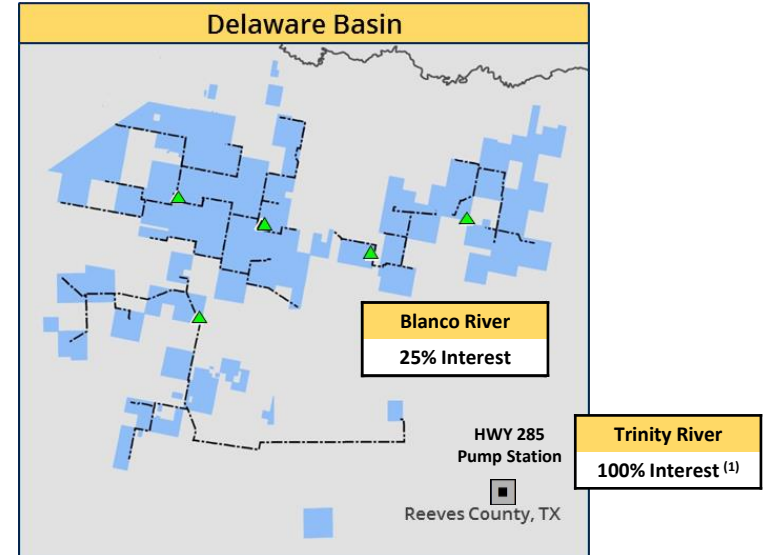 Delaware Basin
Blanco River
25% Interest
HWY 285
Pump Station
Trinity River
100% Interest (1)
Reeves County, TX